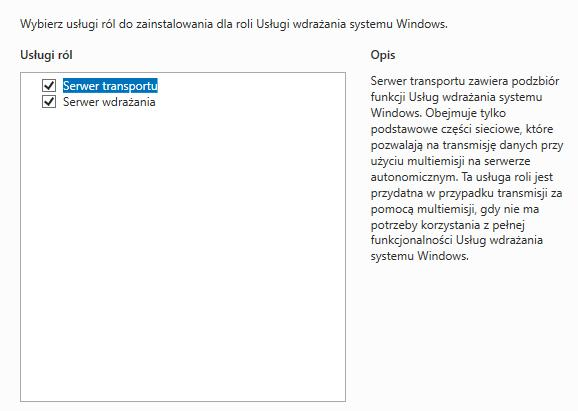 Wybierz usługi ról do zainstalowania dla roli Usługi wdrażania systemu Windows.
Usługi ról
Serwer transportu
Serwer wdrażania
Opis
Serwer transportu zawiera podzbiór
funkcji Usług wdrażania systemu
Windows. Obejmuje tylko
podstawowe części sieciowe, które
pozwalają na transmisję danych przy
użyciu multiemisji na serwerze
autonomicznym. Ta usługa roli jest
przydatna w przypadku transmisji za
pomocą multiemisji, gdy nie ma
potrzeby korzystania z pełnej
funkcjonalności Usług wdrażania
systemu Windows.